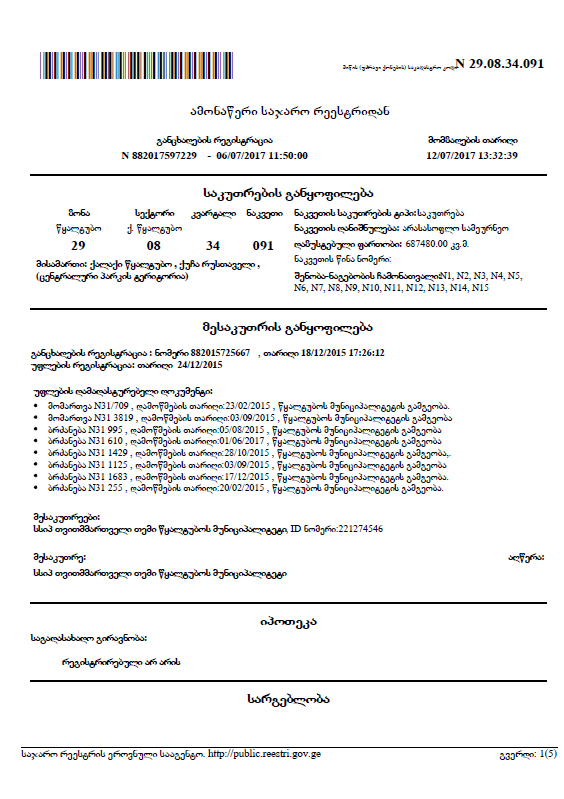 მიწის (უძრავი ქონების) საკადასტრო კოდი N 29.08.34.091
ამონაწერი საჯარო რეესტრიდან
განცხადების რეგისტრაცია მომზადების თარიღი
N 882017597229 - 06/07/2017 11:50:00 12/07/2017 13:32:39
საკუთრების განყოფილება
ზონა სექტორი კვარტალი ნაკვეთი
წყალტუბო ქ. წყალტუბო
29 08 34 091
მისამართი: ქალაქი წყალტუბო , ქუჩა რუსთაველი ,
(ცენტრალური პარკის ტერიტორია)
ნაკვეთის საკუთრების ტიპი:საკუთრება
ნაკვეთის დანიშნულება: არასასოფლო სამეურნეო
დაზუსტებული ფართობი: 687480.00 კვ.მ.
ნაკვეთის წინა ნომერი:
შენობა-ნაგებობის ჩამონათვალი:N1, N2, N3, N4, N5,
N6, N7, N8, N9, N10, N11, N12, N13, N14, N15
მესაკუთრის განყოფილება
განცხადების რეგისტრაცია : ნომერი 882015725667 , თარიღი 18/12/2015 17:26:12
უფლების რეგისტრაცია: თარიღი 24/12/2015
უფლების დამადასტურებელი დოკუმენტი:
• მომართვა N31/709 , დამოწმების თარიღი:23/02/2015 , წყალტუბოს მუნიციპალიტეტის გამგეობა.
• მომართვა N31 3819 , დამოწმების თარიღი:03/09/2015 , წყალტუბოს მუნიციპალიტეტის გამგეობა
• ბრძანება N31 995 , დამოწმების თარიღი:05/08/2015 , წყალტუბოს მუნიციპალიტეტის გამგეობა
• ბრძანება N31 610 , დამოწმების თარიღი:01/06/2017 , წყალტუბოს მუნიციპალიტეტის გამგეობა
• ბრძანება N31 1429 , დამოწმების თარიღი:28/10/2015 , წყალტუბოს მუნიციპალიტეტის გამგეობა,.
• ბრძანება N31 1125 , დამოწმების თარიღი:03/09/2015 , წყალტუბოს მუნიციპალიტეტის გამგეობა
• ბრძანება N31 1683 , დამოწმების თარიღი:17/12/2015 , წყალტუბოს მუნიციპალიტეტის გამგეობა.
• ბრძანება N31 255 , დამოწმების თარიღი:20/02/2015 , წყალტუბოს მუნიციპალიტეტის გამგეობა.
მესაკუთრეები:
სსიპ თვითმმართველი თემი წყალტუბოს მუნიციპალიტეტი, ID ნომერი:221274546
მესაკუთრე: აღწერა:
სსიპ თვითმმართველი თემი წყალტუბოს მუნიციპალიტეტი
იპოთეკა
საგადასახადო გირავნობა:
რეგისტრირებული არ არის
სარგებლობა
საჯარო რეესტრის ეროვნული სააგენტო. http://public.reestri.gov.ge გვერდი: 1(5)